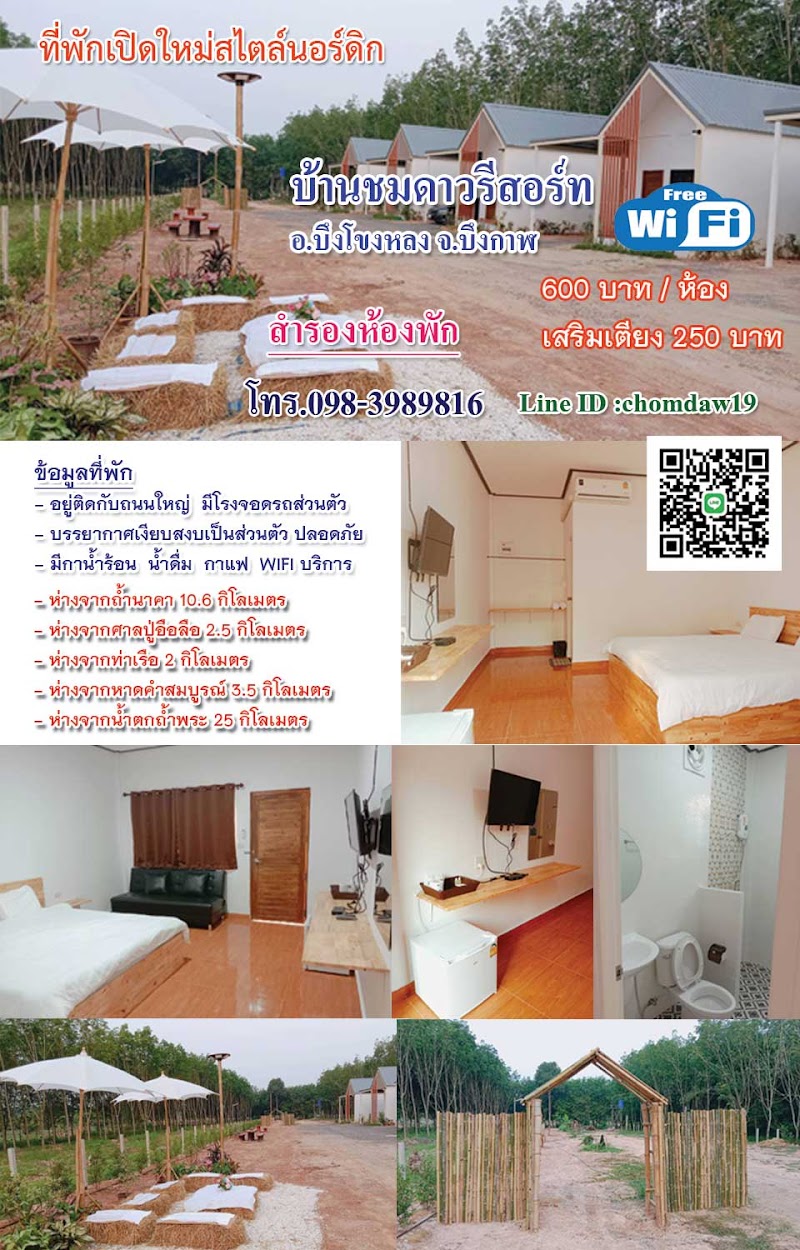 ที่พักเปิดใหม่สไตล์นอร์ดิก
บ้านชมดาวรีสอร์ท
Free
WiFi
อ.บึงโขงหลง จ.บึงกาฬ
600 บาท / ห้อง
สำรองห้องพัก
เสริมเตียง 250 บาท
โทร.098-3989816
Line ID :chomdaw19
ข้อมูลที่พัก
- อยู่ติดกับถนนใหญ่ มีโรงจอดรถส่วนตัว
- บรรยากาศเงียบสงบเป็นส่วนตัว ปลอดภัย
- มีกาน้ำร้อน น้ำดื่ม กาแฟ WIFI บริการ
- ห่างจากถ้ำนาคา 10.6 กิโลเมตร
- ห่างจากศาลปู่อือลือ 2.5 กิโลเมตร
- ห่างจากท่าเรือ 2 กิโลเมตร
- ห่างจากหาดคำสมบูรณ์ 3.5 กิโลเมตร
- ห่างจากน้ำตกถ้ำพระ 25 กิโลเมตร
LINE